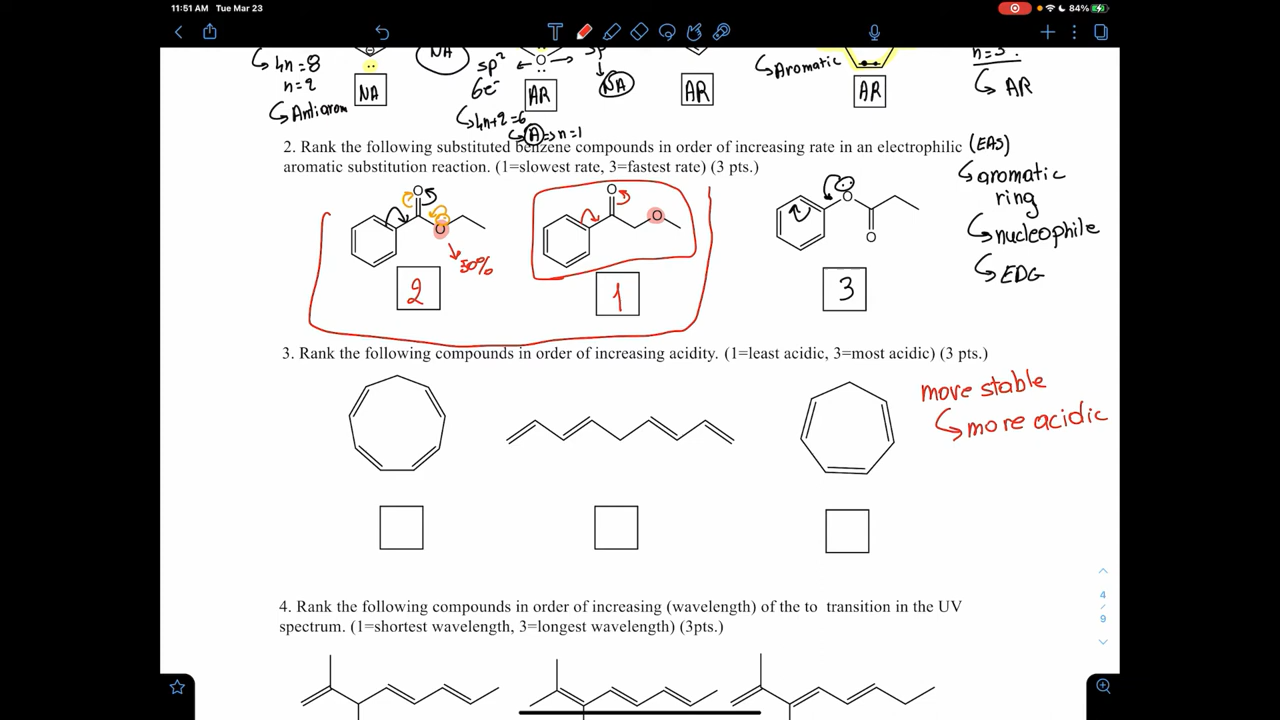 11:51 AM Tue Mar 23
84%
4n=8
n=2
Antiarom
NA
NA
sp²
6e⁻
4n+2=6
A => n=1
O
AR
NA
AR
Aromatic
AR
AR
2. Rank the following substituted benzene compounds in order of increasing rate in an electrophilic (EAS)
aromatic substitution reaction. (1=slowest rate, 3=fastest rate) (3 pts.)
aromatic
ring
nucleophile
EDG
O
O
50%
2
O
O
1
O
O
3
3. Rank the following compounds in order of increasing acidity. (1=least acidic, 3=most acidic) (3 pts.)
more stable
more acidic
4. Rank the following compounds in order of increasing (wavelength) of the to transition in the UV
spectrum. (1=shortest wavelength, 3=longest wavelength) (3pts.)
4
/
9